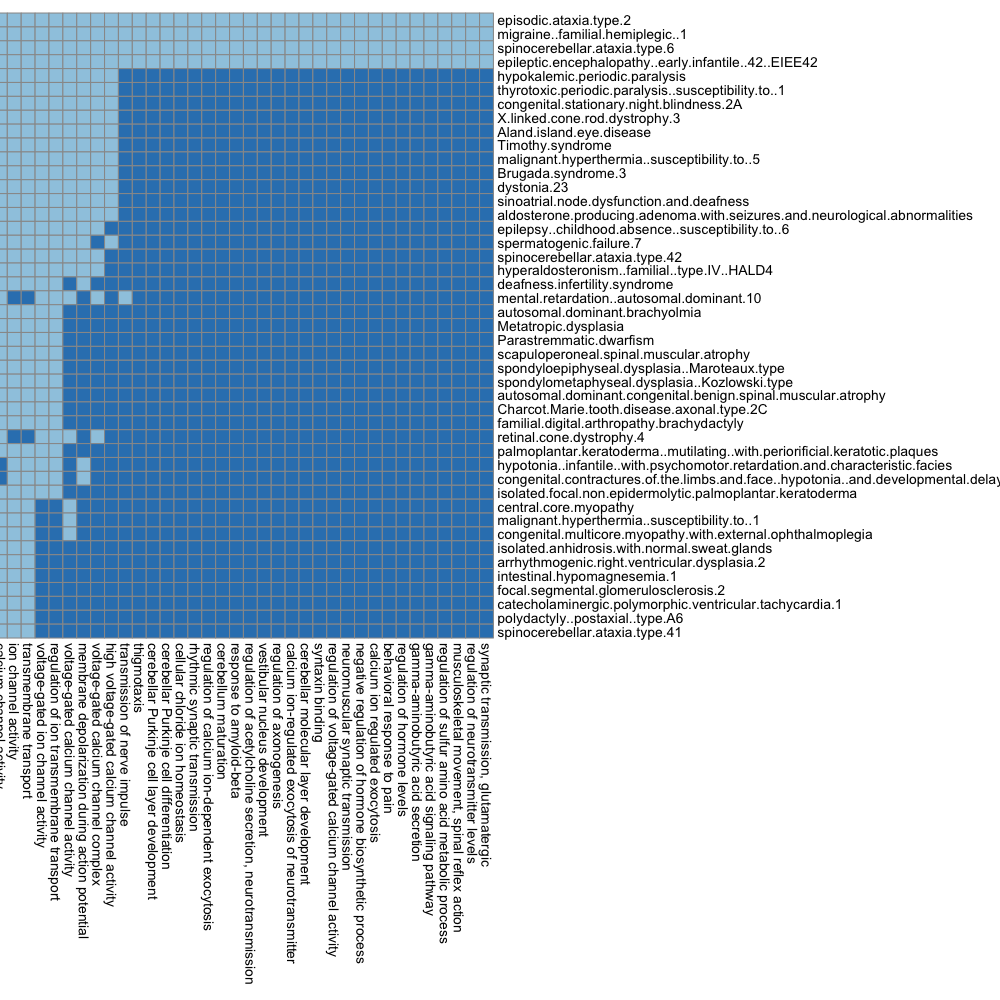 episodic.ataxia.type.2
migraine..familial.hemiplegic..1
spinocerebellar.ataxia.type.6
epileptic.encephalopathy..early.infantile..42..EIEE42
hypokalemic.periodic.paralysis
thyrotoxic.periodic.paralysis..susceptibility.to..1
congenital.stationary.night.blindness.2A
X.linked.cone.rod.dystrophy.3
Aland.island.eye.disease
Timothy.syndrome
malignant.hyperthermia..susceptibility.to..5
Brugada.syndrome.3
dystonia.23
sinoatrial.node.dysfunction.and.deafness
aldosterone.producing.adenoma.with.seizures.and.neurological.abnormalities
epilepsy..childhood.absence..susceptibility.to..6
spermatogenic.failure.7
spinocerebellar.ataxia.type.42
hyperaldosteronism..familial..type.IV..HALD4
deafness.infertility.syndrome
mental.retardation..autosomal.dominant.10
autosomal.dominant.brachyolmia
Metatropic.dysplasia
Parastremmatic.dwarfism
scapuloperoneal.spinal.muscular.atrophy
spondyloepiphyseal.dysplasia..Maroteaux.type
spondylometaphyseal.dysplasia..Kozlowski.type
autosomal.dominant.congenital.benign.spinal.muscular.atrophy
Charcot.Marie.tooth.disease.axonal.type.2C
familial.digital.arthropathy.brachydactyly
retinal.cone.dystrophy.4
palmoplantar.keratoderma..mutilating..with.periorificial.keratotic.plaques
hypotonia..infantile..with.psychomotor.retardation.and.characteristic.facies
congenital.contractures.of.the.limbs.and.face..hypotonia..and.developmental.delay
isolated.focal.non.epidermolytic.palmoplantar.keratoderma
central.core.myopathy
malignant.hyperthermia..susceptibility.to..1
congenital.multicore.myopathy.with.external.ophthalmoplegia
isolated.anhidrosis.with.normal.sweat.glands
arrhythmogenic.right.ventricular.dysplasia.2
intestinal.hypomagnesemia.1
focal.segmental.glomerulosclerosis.2
catecholaminergic.polymorphic.ventricular.tachycardia.1
polydactyly..postaxial..type.A6
spinocerebellar.ataxia.type.41
calcium channel activity
ion channel activity
transmembrane transport
voltage-gated ion channel activity
regulation of ion transmembrane transport
voltage-gated calcium channel activity
membrane depolarization during action potential
voltage-gated calcium channel complex
high voltage-gated calcium channel activity
transmission of nerve impulse
thigmotaxis
cerebellar Purkinje cell layer development
cerebellar Purkinje cell differentiation
cellular chloride ion homeostasis
rhythmic synaptic transmission
regulation of calcium ion-dependent exocytosis
cerebellum maturation
response to amyloid-beta
regulation of acetylcholine secretion, neurotransmission
vestibular nucleus development
regulation of axonogenesis
calcium ion-regulated exocytosis of neurotransmitter
cerebellar molecular layer development
syntaxin binding
regulation of voltage-gated calcium channel activity
neuromuscular synaptic transmission
negative regulation of hormone biosynthetic process
calcium ion regulated exocytosis
behavioral response to pain
regulation of hormone levels
gamma-aminobutyric acid secretion
gamma-aminobutyric acid signaling pathway
regulation of sulfur amino acid metabolic process
musculoskeletal movement, spinal reflex action
regulation of neurotransmitter levels
synaptic transmission, glutamatergic